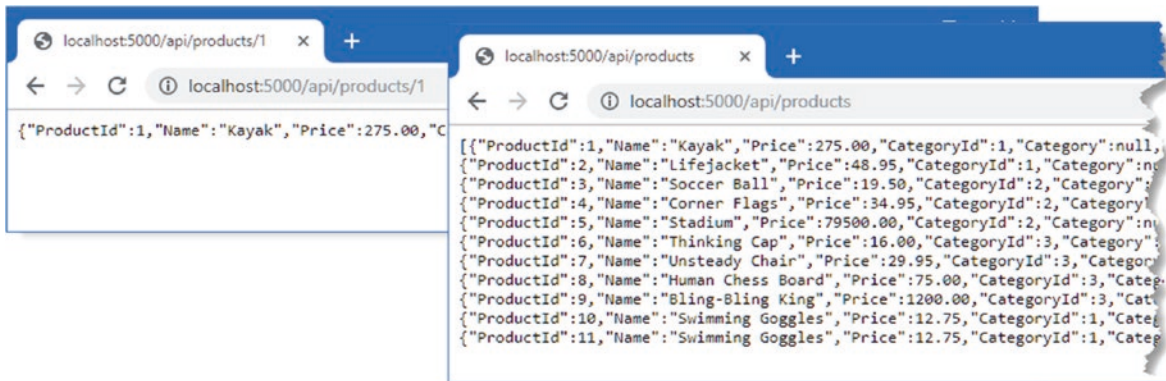 localhost:5000/api/products/1
localhost:5000/api/products/1
{"ProductId":1,"Name":"Kayak","Price":275.00,"C
localhost:5000/api/products
localhost:5000/api/products
[{"ProductId":1,"Name":"Kayak","Price":275.00,"CategoryId":1,"Category":null,
{"ProductId":2,"Name":"Lifejacket","Price":48.95,"CategoryId":1,"Category":n
{"ProductId":3,"Name":"Soccer Ball","Price":19.50,"CategoryId":2,"Category":
{"ProductId":4,"Name":"Corner Flags","Price":34.95,"CategoryId":2,"Category
{"ProductId":5,"Name":"Stadium","Price":79500.00,"CategoryId":2,"Category":n
{"ProductId":6,"Name":"Thinking Cap","Price":16.00,"CategoryId":3,"Category":
{"ProductId":7,"Name":"Unsteady Chair","Price":29.95,"CategoryId":3,"Categor
{"ProductId":8,"Name":"Human Chess Board","Price":75.00,"CategoryId":3,"Categ
{"ProductId":9,"Name":"Bling-Bling King","Price":1200.00,"CategoryId":3,"Cat
{"ProductId":10,"Name":"Swimming Goggles","Price":12.75,"CategoryId":1,"Categ
{"ProductId":11,"Name":"Swimming Goggles","Price":12.75,"CategoryId":1,"Categ